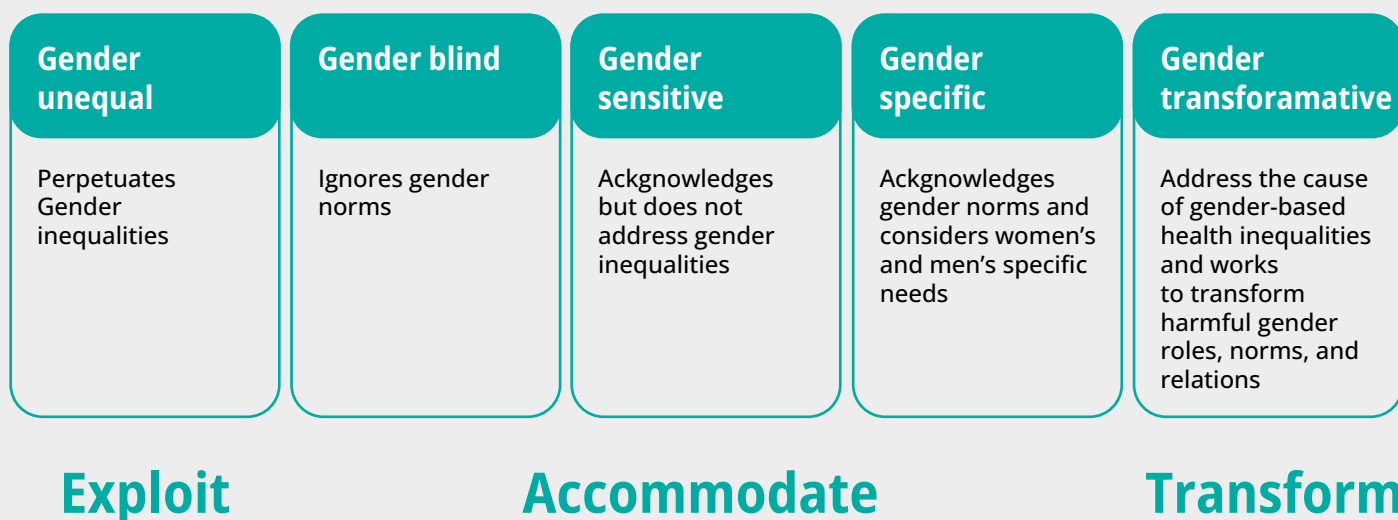 Gender
unequal
Perpetuates
Gender
inequalities
Gender blind
Ignores gender
norms
Gender
sensitive
Ackgnowledges
but does not
address gender
inequalities
Gender
specific
Ackgnowledges
gender norms and
considers women’s
and men’s specific
needs
Gender
transforamative
Address the cause
of gender-based
health inequalities
and works
to transform
harmful gender
roles, norms, and
relations
Exploit
Accommodate
Transform